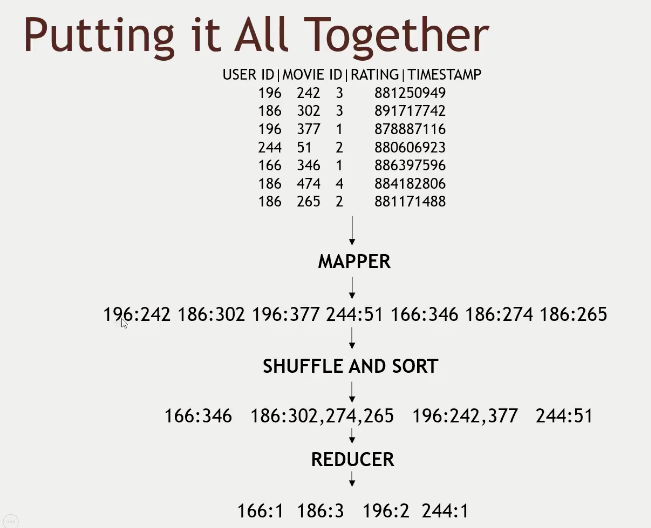 Putting it All Together
USER ID|MOVIE ID|RATING|TIMESTAMP
196 242 3 881250949
186 302 3 891717742
196 377 1 878887116
244 51 2 880606923
166 346 1 886397596
186 474 4 884182806
186 265 2 881171488
MAPPER
196:242 186:302 196:377 244:51 166:346 186:274 186:265
SHUFFLE AND SORT
166:346 186:302,274,265 196:242,377 244:51
REDUCER
166:1 186:3 196:2 244:1